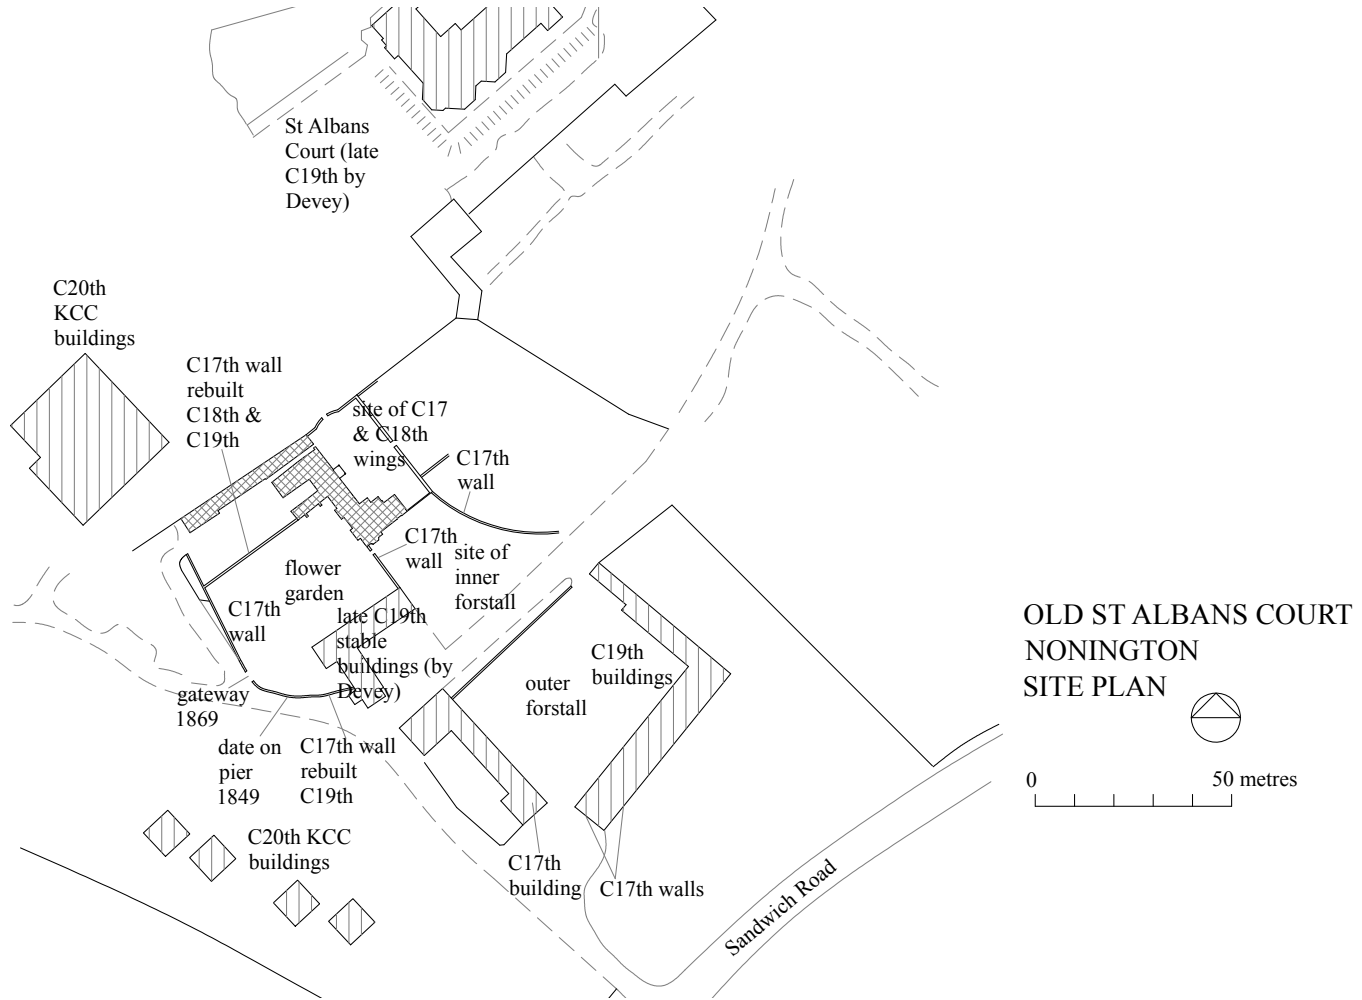 St Albans
Court (late
C19th by
Devey)
C20th
KCC
buildings
C17th wall
rebuilt
C18th &
C19th
site of C17
& C18th
wings
C17th
wall
C17th
wall
site of
inner
forstall
flower
garden
C17th
wall
late C19th
stable
buildings (by
Devey)
gateway
1869
date on
pier
1849
C17th wall
rebuilt
C19th
C19th
buildings
outer
forstall
C20th KCC
buildings
C17th
building
C17th walls
Sandwich Road
OLD ST ALBANS COURT
NONINGTON
SITE PLAN
0 50 metres